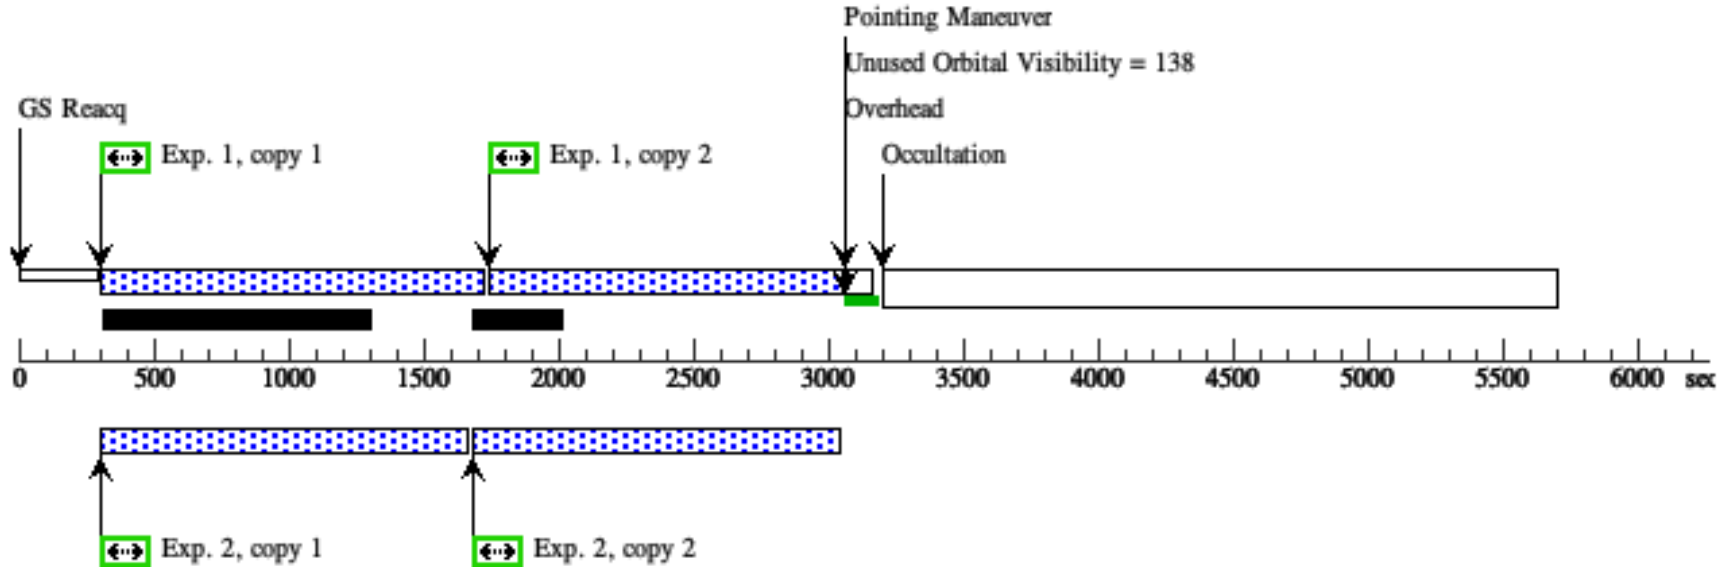 Pointing Maneuver
Unused Orbital Visibility = 138
GS Reacq
Overhead
Exp. 1, copy 1
Exp. 1, copy 2
Occultation
0 500 1000 1500 2000 2500 3000 3500 4000 4500 5000 5500 6000 sec
Exp. 2, copy 1
Exp. 2, copy 2